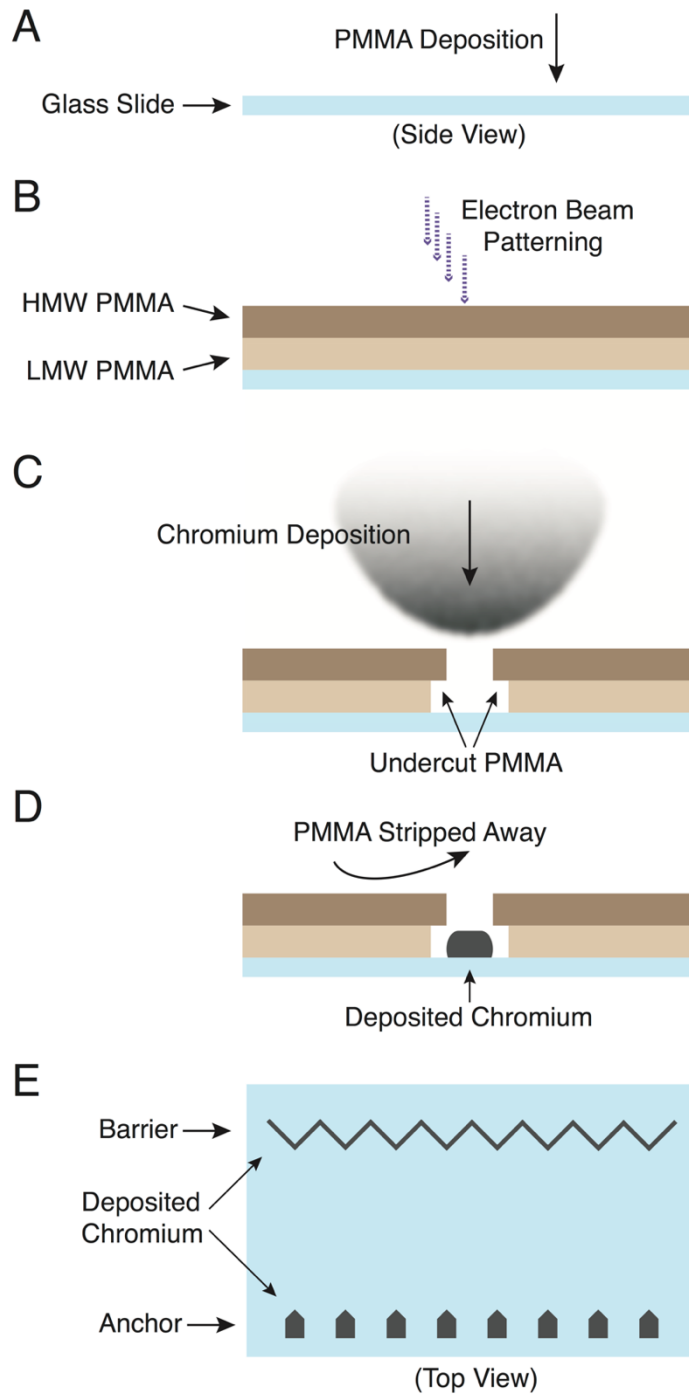 A
PMMA Deposition
Glass Slide
(Side View)
B
Electron Beam
Patterning
HMW PMMA
LMW PMMA
C
Chromium Deposition
Undercut PMMA
D
PMMA Stripped Away
Deposited Chromium
E
Barrier
Deposited
Chromium
Anchor
(Top View)